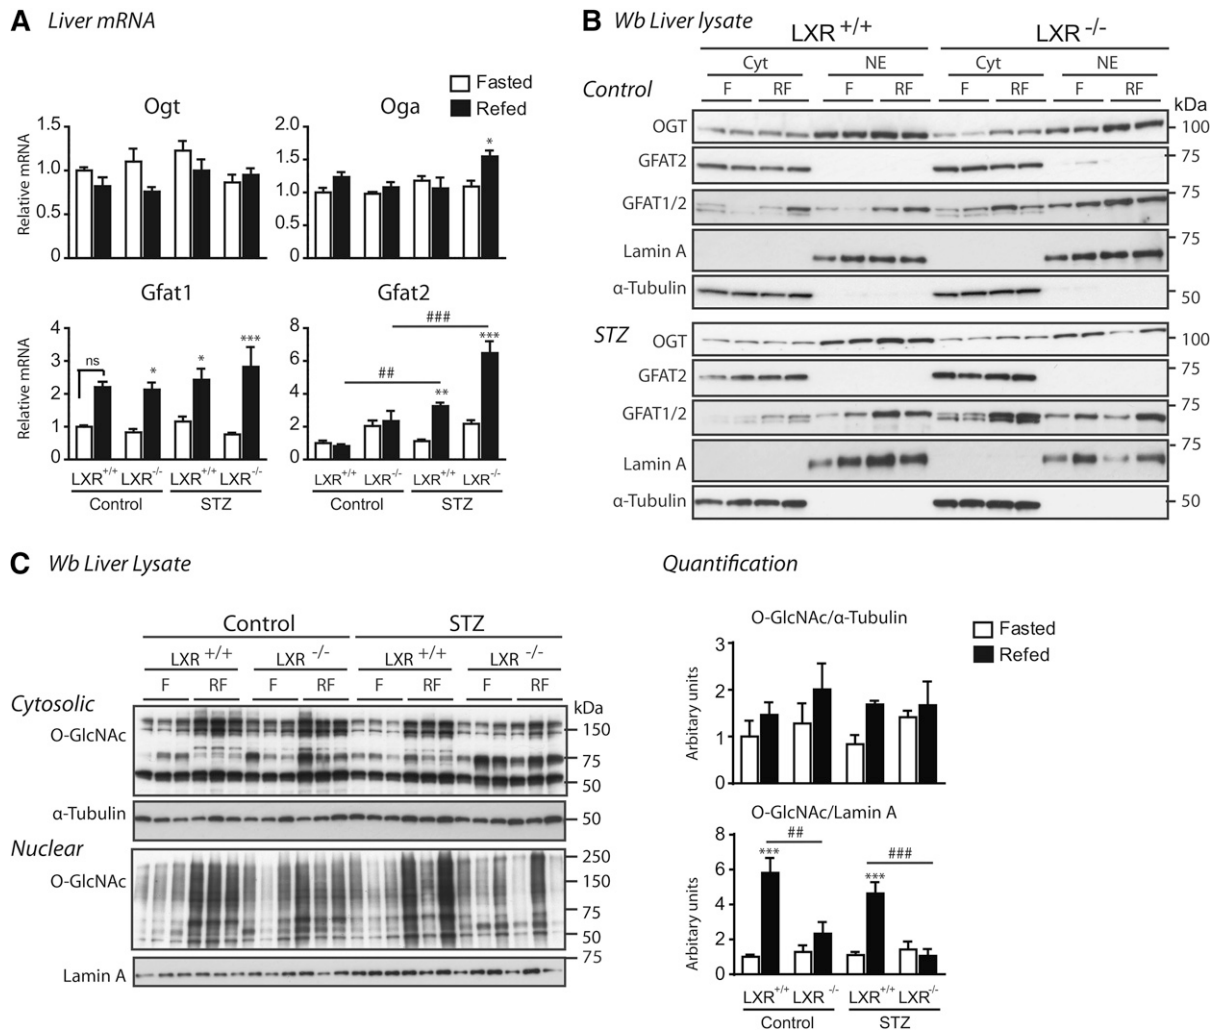 A Liver mRNA
Fasted
Refed
Ogt
Relative mRNA
1.5
1.0
0.5
0
Oga
2.0
1.5
1.0
0.5
0
*
Gfat1
Relative mRNA
4
3
2
1
0
ns
*
*
***
LXR+/+ LXR-/- LXR+/+ LXR-/-
Control STZ
Gfat2
8
6
4
2
0
###
##
**
***
LXR+/+ LXR-/- LXR+/+ LXR-/-
Control STZ
B Wb Liver lysate
LXR +/+ LXR -/-
Cyt NE Cyt NE
Control F RF F RF F RF F RF
kDa
OGT 100
GFAT2 75
GFAT1/2 75
Lamin A 75
α-Tubulin 50
STZ OGT 100
GFAT2 75
GFAT1/2 75
Lamin A 75
α-Tubulin 50
C Wb Liver Lysate
Control STZ
LXR +/+ LXR -/- LXR +/+ LXR -/-
F RF F RF F RF F RF
Cytosolic kDa
O-GlcNAc 150
75
50
α-Tubulin 50
Nuclear
O-GlcNAc 250
150
75
50
75
Lamin A
Quantification
O-GlcNAc/α-Tubulin
Fasted
Refed
Arbitary units
3
2
1
0
O-GlcNAc/Lamin A
Arbitary units
8
6
4
2
0
***
##
***
###
LXR+/+ LXR -/- LXR+/+ LXR-/-
Control STZ